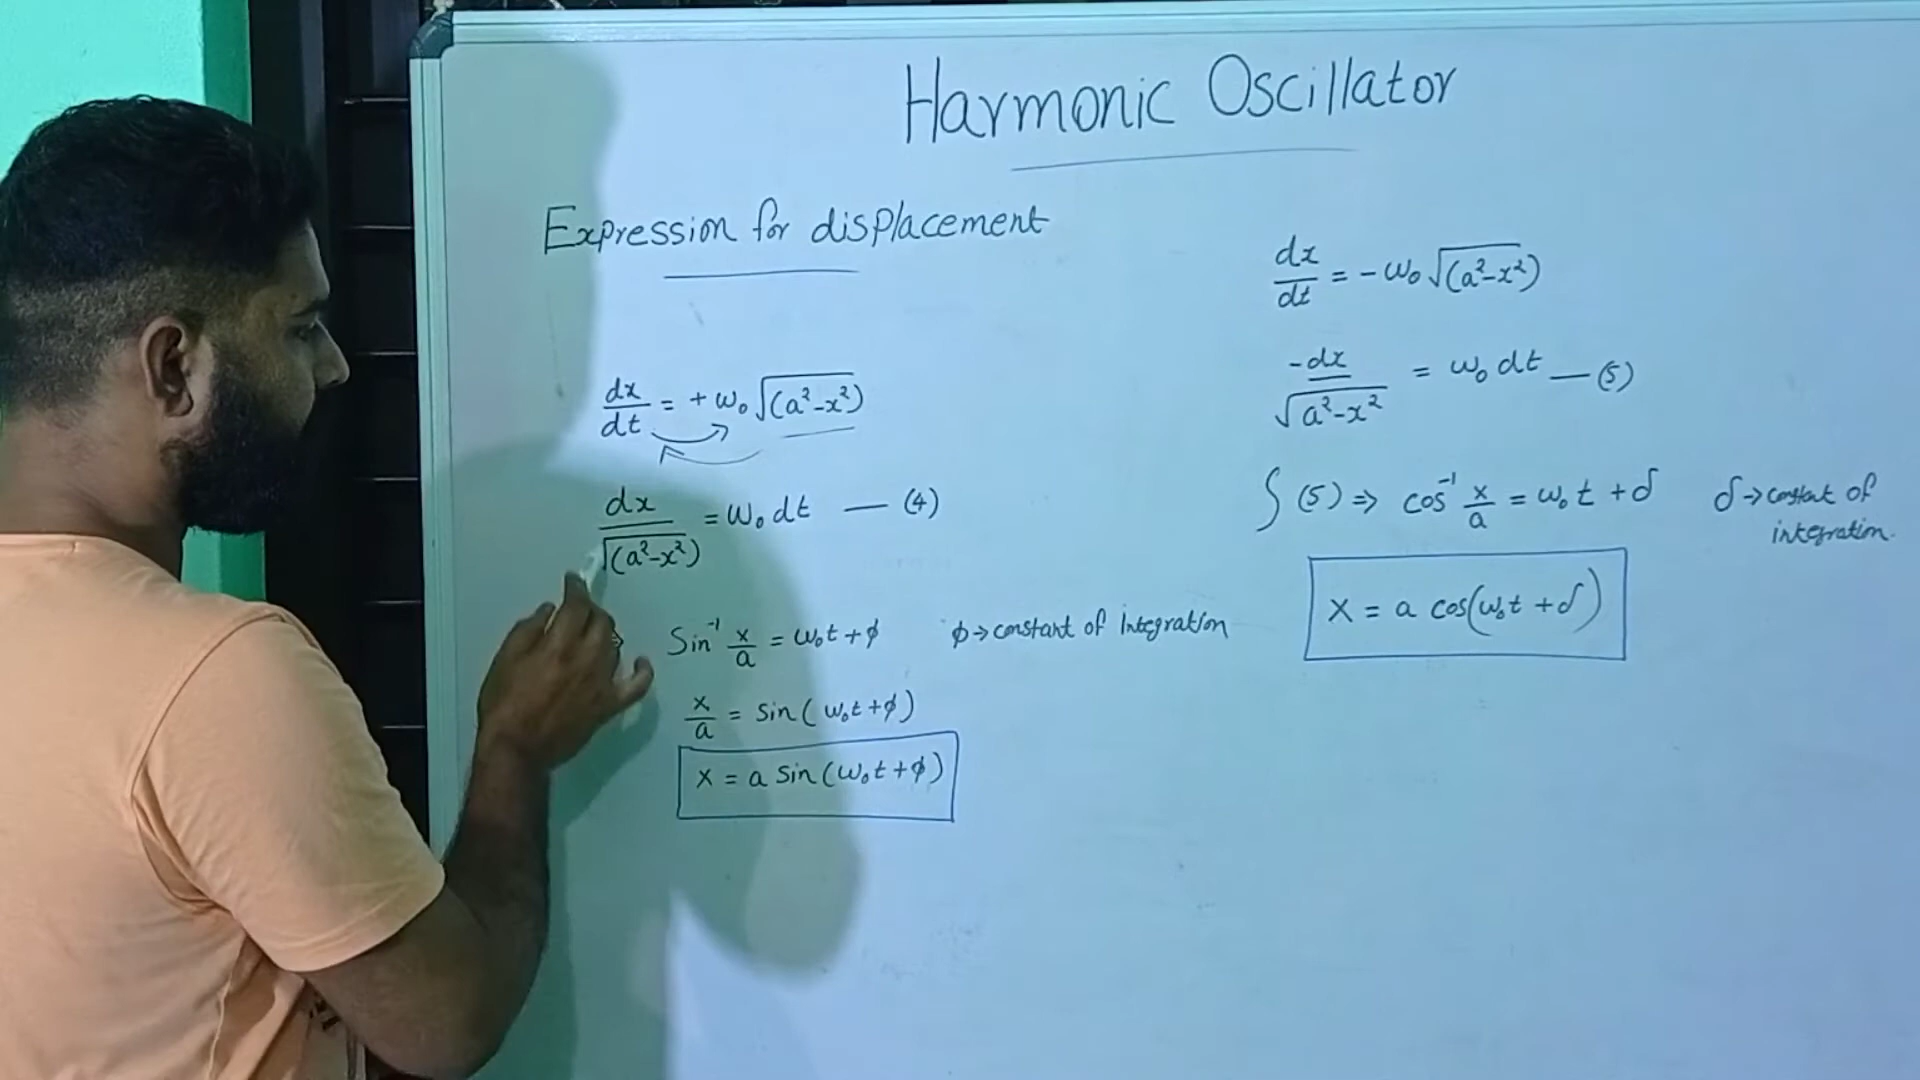 Harmonic Oscillator
Expression for displacement
dx/dt = + ω₀ √(a²-x²)
dx/√(a²-x²) = ω₀ dt — (4)
Sin⁻¹ x/a = ω₀t + ϕ ϕ → constant of integration
x/a = sin(ω₀t + ϕ)
x = a sin(ω₀t + ϕ)
dx/dt = - ω₀ √(a²-x²)
-dx/√a²-x² = ω₀ dt — (5)
∫ (5) ⇒ cos⁻¹ x/a = ω₀ t + δ δ → constant of
integration.
x = a cos(ω₀t + δ)